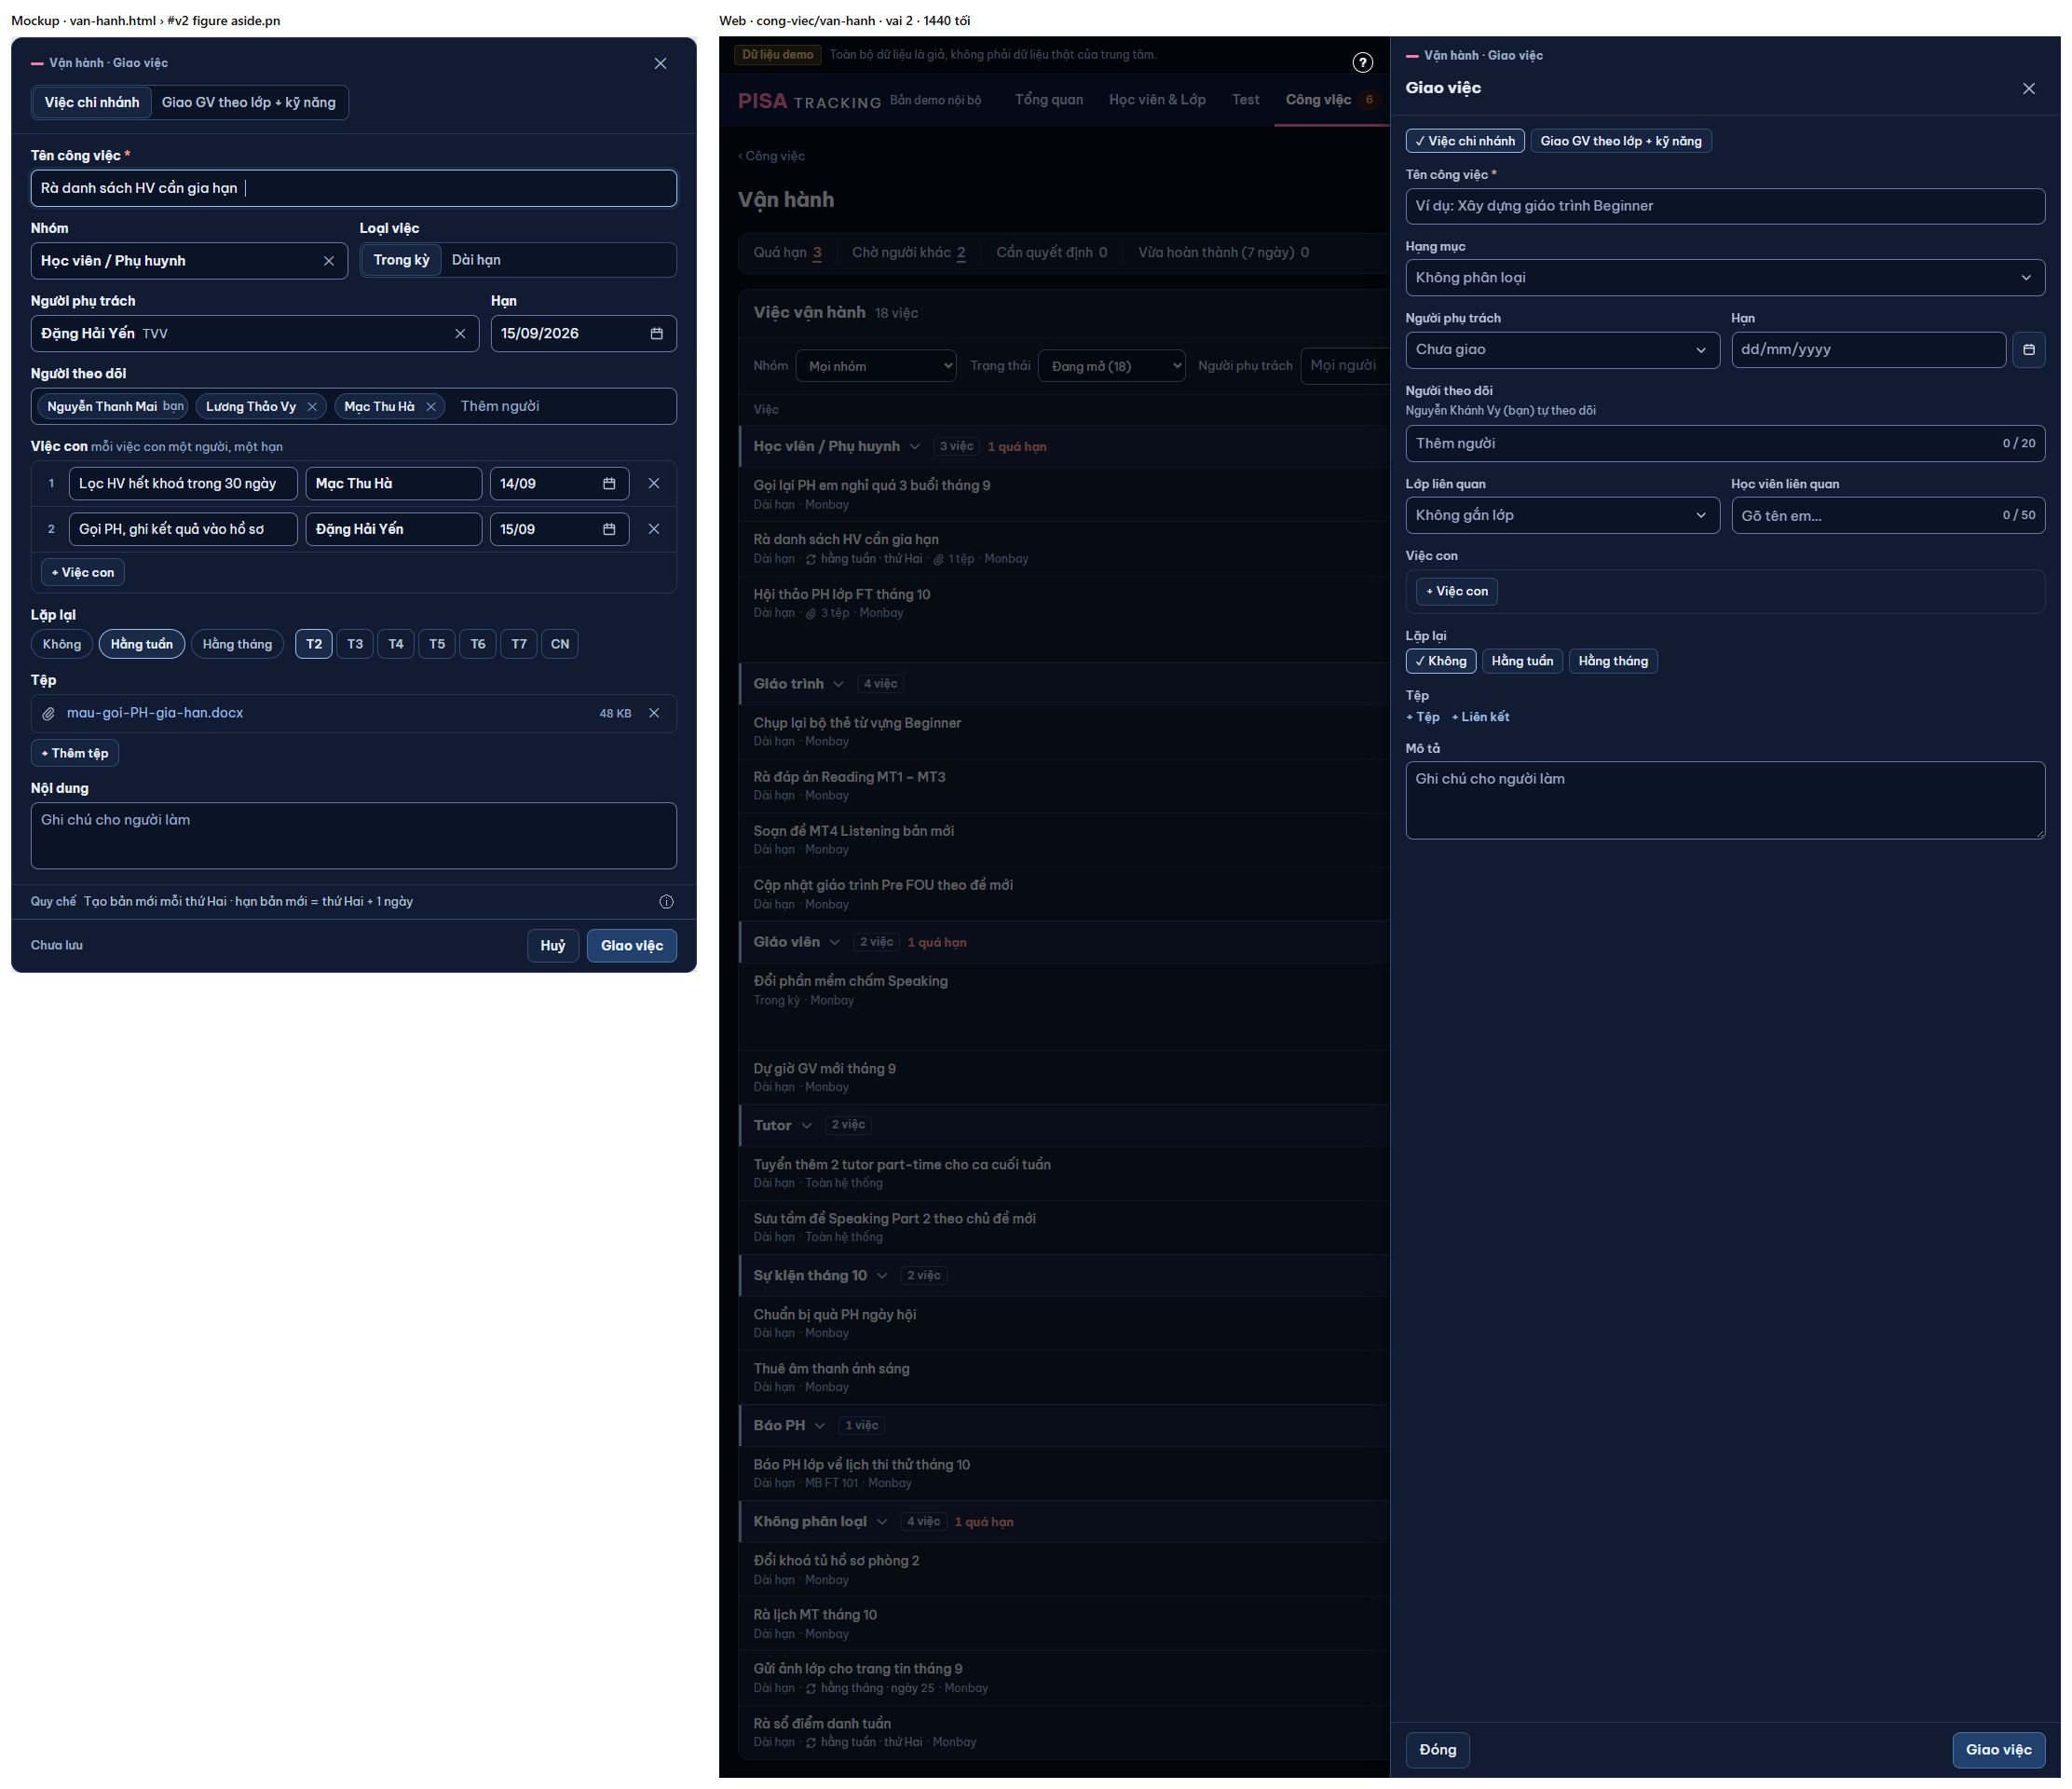 Mockup · van-hanh.html › #v2 figure aside.pn
Vận hành · Giao việc
Việc chi nhánh
Giao GV theo lớp + kỹ năng
Tên công việc *
Rà danh sách HV cần gia hạn
Nhóm
Loại việc
Học viên / Phụ huynh
Trong kỳ
Dài hạn
Người phụ trách
Hạn
Đặng Hải Yến TVV
15/09/2026
Người theo dõi
Nguyễn Thanh Mai bạn
Lương Thảo Vy
Mạc Thu Hà
Thêm người
Việc con mỗi việc con một người, một hạn
1 Lọc HV hết khoá trong 30 ngày
Mạc Thu Hà
14/09
2 Gọi PH, ghi kết quả vào hồ sơ
Đặng Hải Yến
15/09
+ Việc con
Lặp lại
Không
Hằng tuần
Hằng tháng
T2
T3
T4
T5
T6
T7
CN
Tệp
mau-goi-PH-gia-han.docx
48 KB
+ Thêm tệp
Nội dung
Ghi chú cho người làm
Quy chế Tạo bản mới mỗi thứ Hai · hạn bản mới = thứ Hai + 1 ngày
Chưa lưu
Huỷ
Giao việc
Web · cong-viec/van-hanh · vai 2 · 1440 tối
Dữ liệu demo
Toàn bộ dữ liệu là giả, không phải dữ liệu thật của trung tâm.
?
PISA TRACKING
Bản demo nội bộ
Tổng quan
Học viên & Lớp
Test
Công việc 6
‹ Công việc
Vận hành
Quá hạn 3
Chờ người khác 2
Cần quyết định 0
Vừa hoàn thành (7 ngày) 0
Việc vận hành 18 việc
Nhóm
Mọi nhóm
Trạng thái
Đang mở (18)
Người phụ trách
Mọi người
Việc
Học viên / Phụ huynh
3 việc
1 quá hạn
Gọi lại PH em nghỉ quá 3 buổi tháng 9
Dài hạn · Monbay
Rà danh sách HV cần gia hạn
Dài hạn · hằng tuần · thứ Hai · 1 tệp · Monbay
Hội thảo PH lớp FT tháng 10
Dài hạn · 3 tệp · Monbay
Giáo trình
4 việc
Chụp lại bộ thẻ từ vựng Beginner
Dài hạn · Monbay
Rà đáp án Reading MT1 – MT3
Dài hạn · Monbay
Soạn đề MT4 Listening bản mới
Dài hạn · Monbay
Cập nhật giáo trình Pre FOU theo đề mới
Dài hạn · Monbay
Giáo viên
2 việc
1 quá hạn
Đổi phần mềm chấm Speaking
Trong kỳ · Monbay
Dự giờ GV mới tháng 9
Dài hạn · Monbay
Tutor
2 việc
Tuyển thêm 2 tutor part-time cho ca cuối tuần
Dài hạn · Toàn hệ thống
Sưu tầm đề Speaking Part 2 theo chủ đề mới
Dài hạn · Toàn hệ thống
Sự kiện tháng 10
2 việc
Chuẩn bị quà PH ngày hội
Dài hạn · Monbay
Thuê âm thanh ánh sáng
Dài hạn · Monbay
Báo PH
1 việc
Báo PH lớp về lịch thi thử tháng 10
Dài hạn · MB FT 101 · Monbay
Không phân loại
4 việc
1 quá hạn
Đổi khoá tủ hồ sơ phòng 2
Dài hạn · Monbay
Rà lịch MT tháng 10
Dài hạn · Monbay
Gửi ảnh lớp cho trang tin tháng 9
Dài hạn · hằng tháng · ngày 25 · Monbay
Rà sổ điểm danh tuần
Dài hạn · hằng tuần · thứ Hai · Monbay
Vận hành · Giao việc
Giao việc
✓ Việc chi nhánh
Giao GV theo lớp + kỹ năng
Tên công việc *
Ví dụ: Xây dựng giáo trình Beginner
Hạng mục
Không phân loại
Người phụ trách
Hạn
Chưa giao
dd/mm/yyyy
Người theo dõi
Nguyễn Khánh Vy (bạn) tự theo dõi
Thêm người
0 / 20
Lớp liên quan
Học viên liên quan
Không gắn lớp
Gõ tên em...
0 / 50
Việc con
+ Việc con
Lặp lại
✓ Không
Hằng tuần
Hằng tháng
Tệp
+ Tệp
+ Liên kết
Mô tả
Ghi chú cho người làm
Đóng
Giao việc